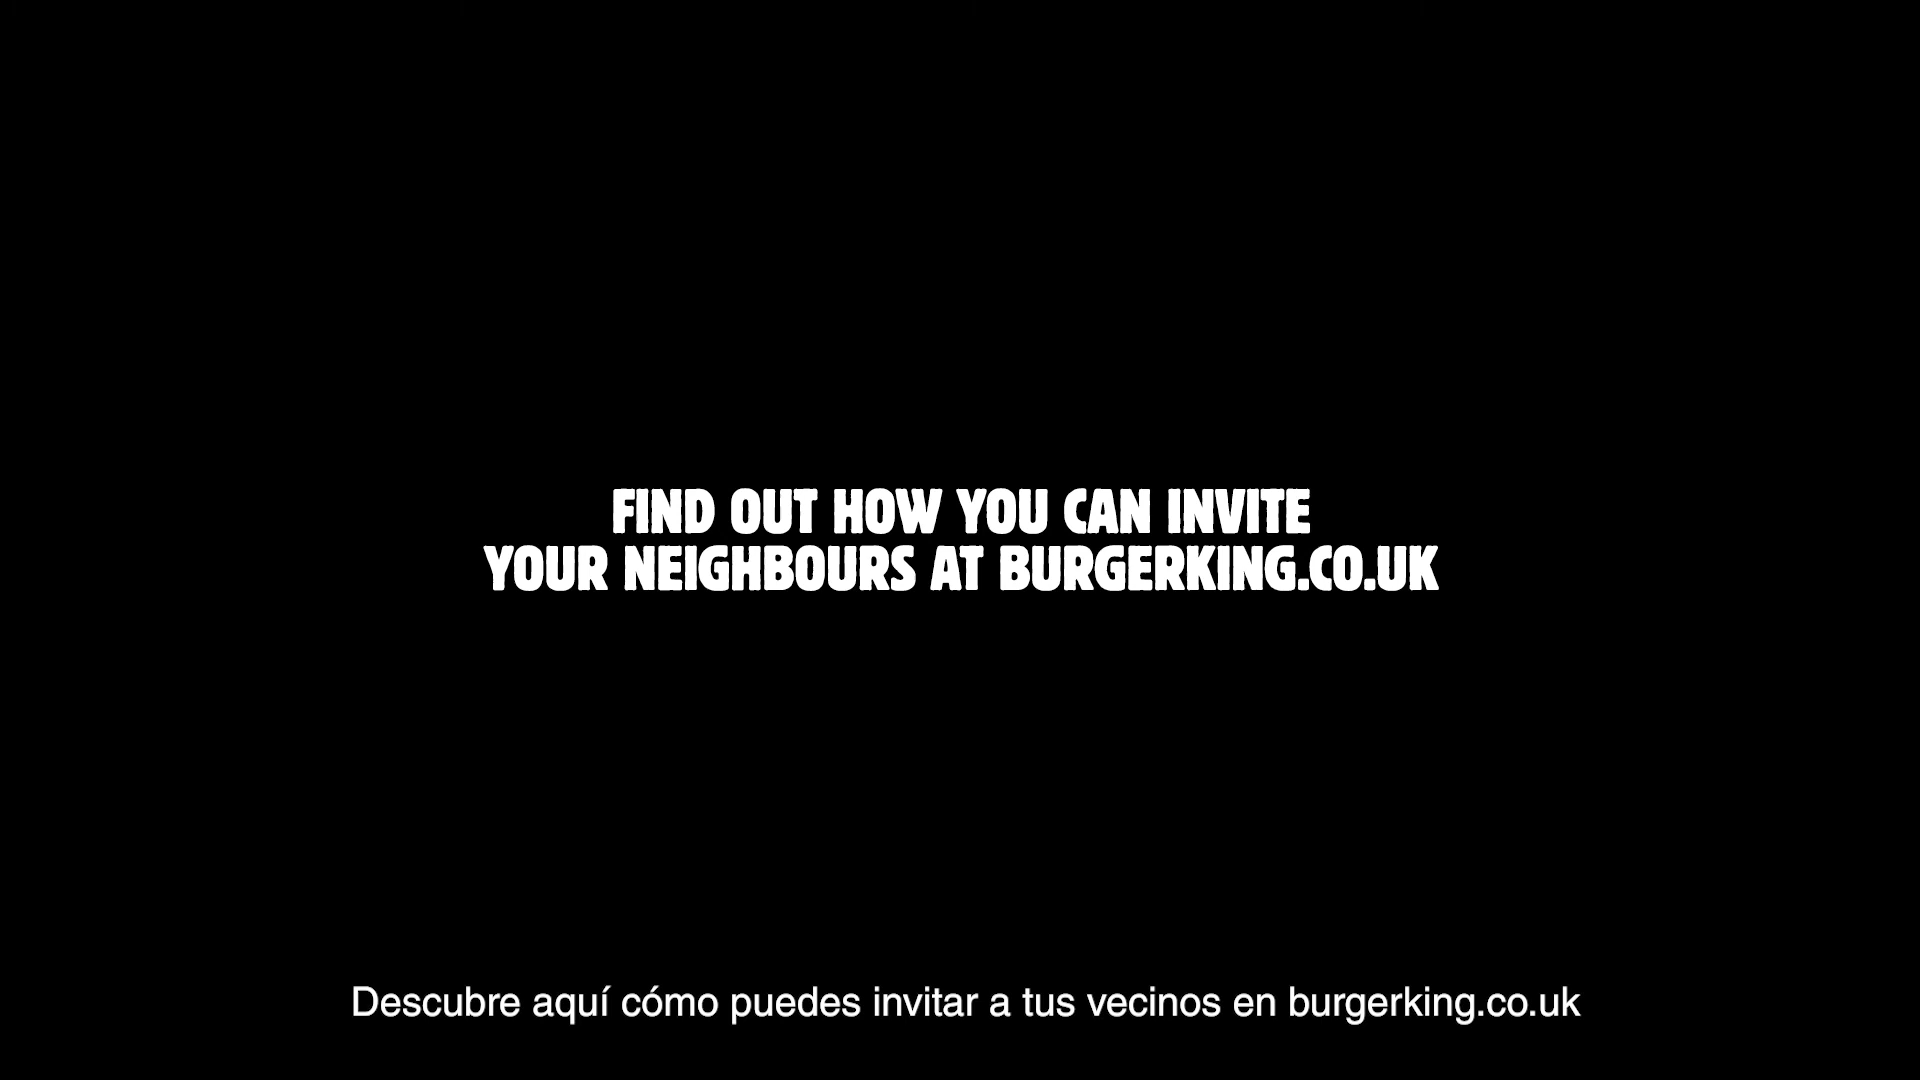 FIND OUT HOW YOU CAN INVITE
YOUR NEIGHBOURS AT BURGERKING.CO.UK
Descubre aquí cómo puedes invitar a tus vecinos en burgerking.co.uk